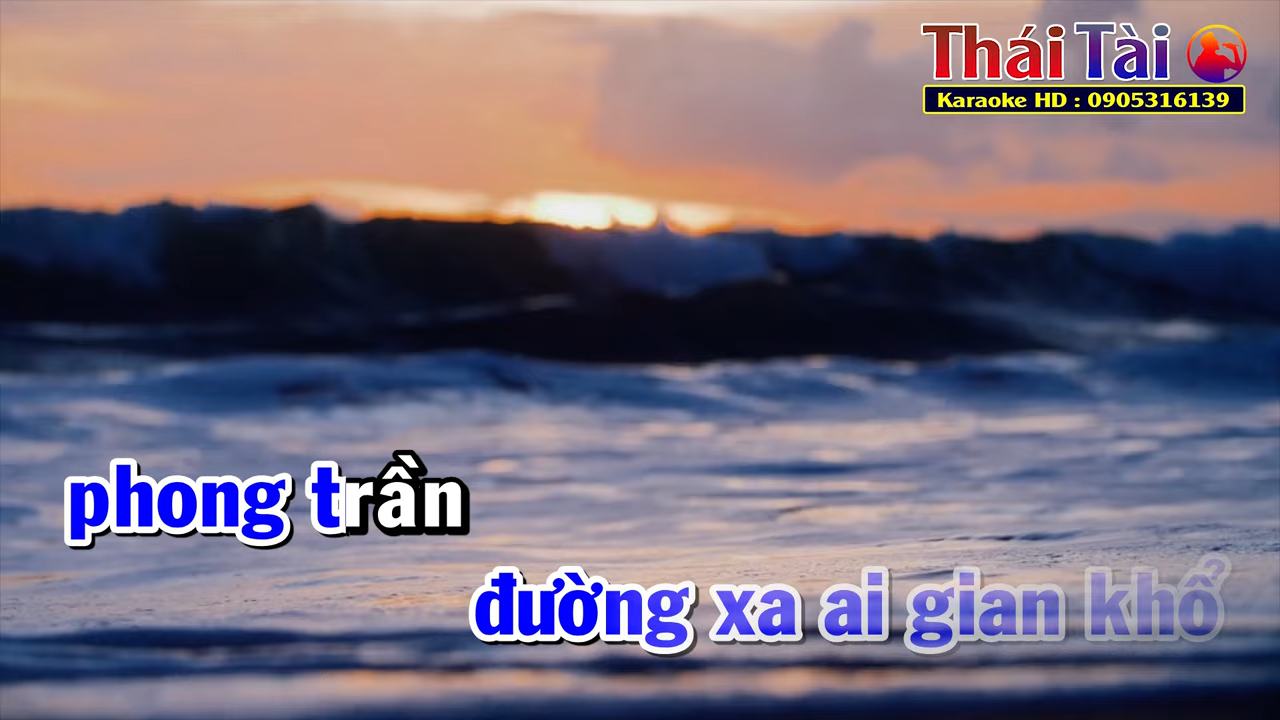 Thái Tài
Karaoke HD : 0905316139
phong trần
đường xa ai gian khổ